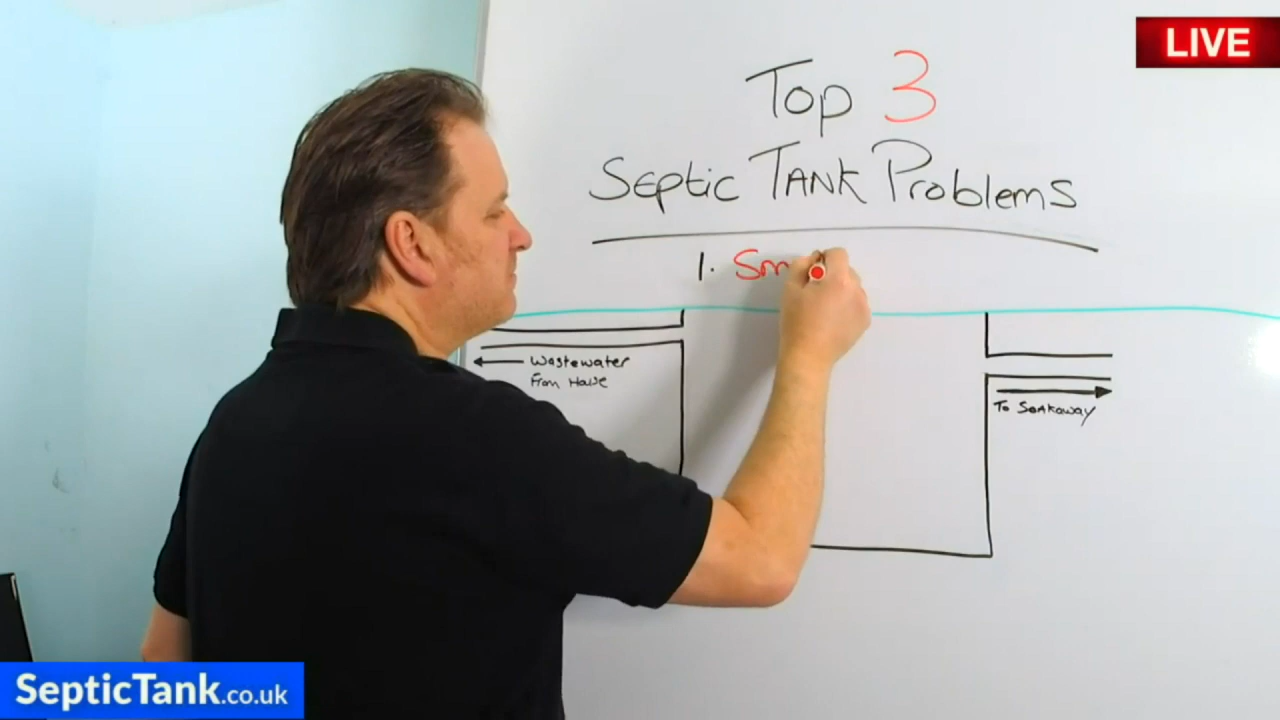 LIVE
Top 3
Septic Tank Problems
1. Sm
Wastewater
From House
To Soakaway
SepticTank.co.uk